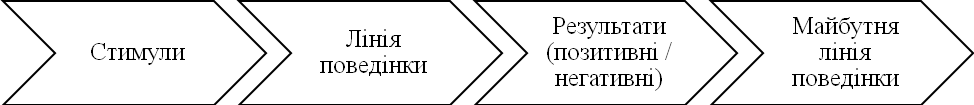 Стимули
Лінія
поведінки
Результати
(позитивні /
негативні)
Майбутня
лінія
поведінки